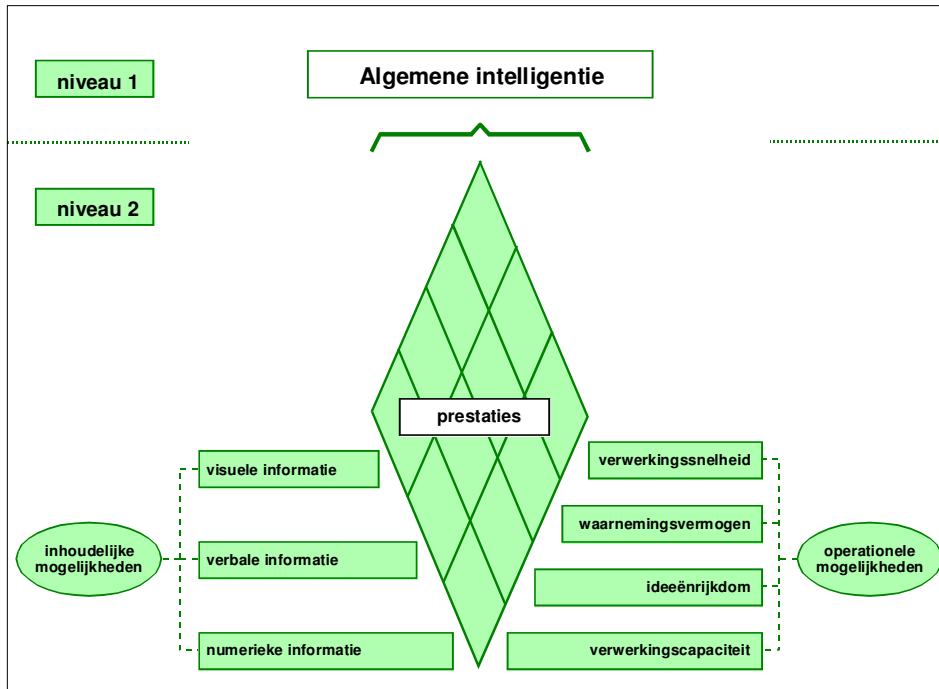 niveau 1
Algemene intelligentie
niveau 2
prestaties
visuele informatie
verbale informatie
numerieke informatie
inhoudelijke
mogelijkheden
verwerkingssnelheid
waarnemingsvermogen
ideeënrijkdom
verwerkingscapaciteit
operationele
mogelijkheden